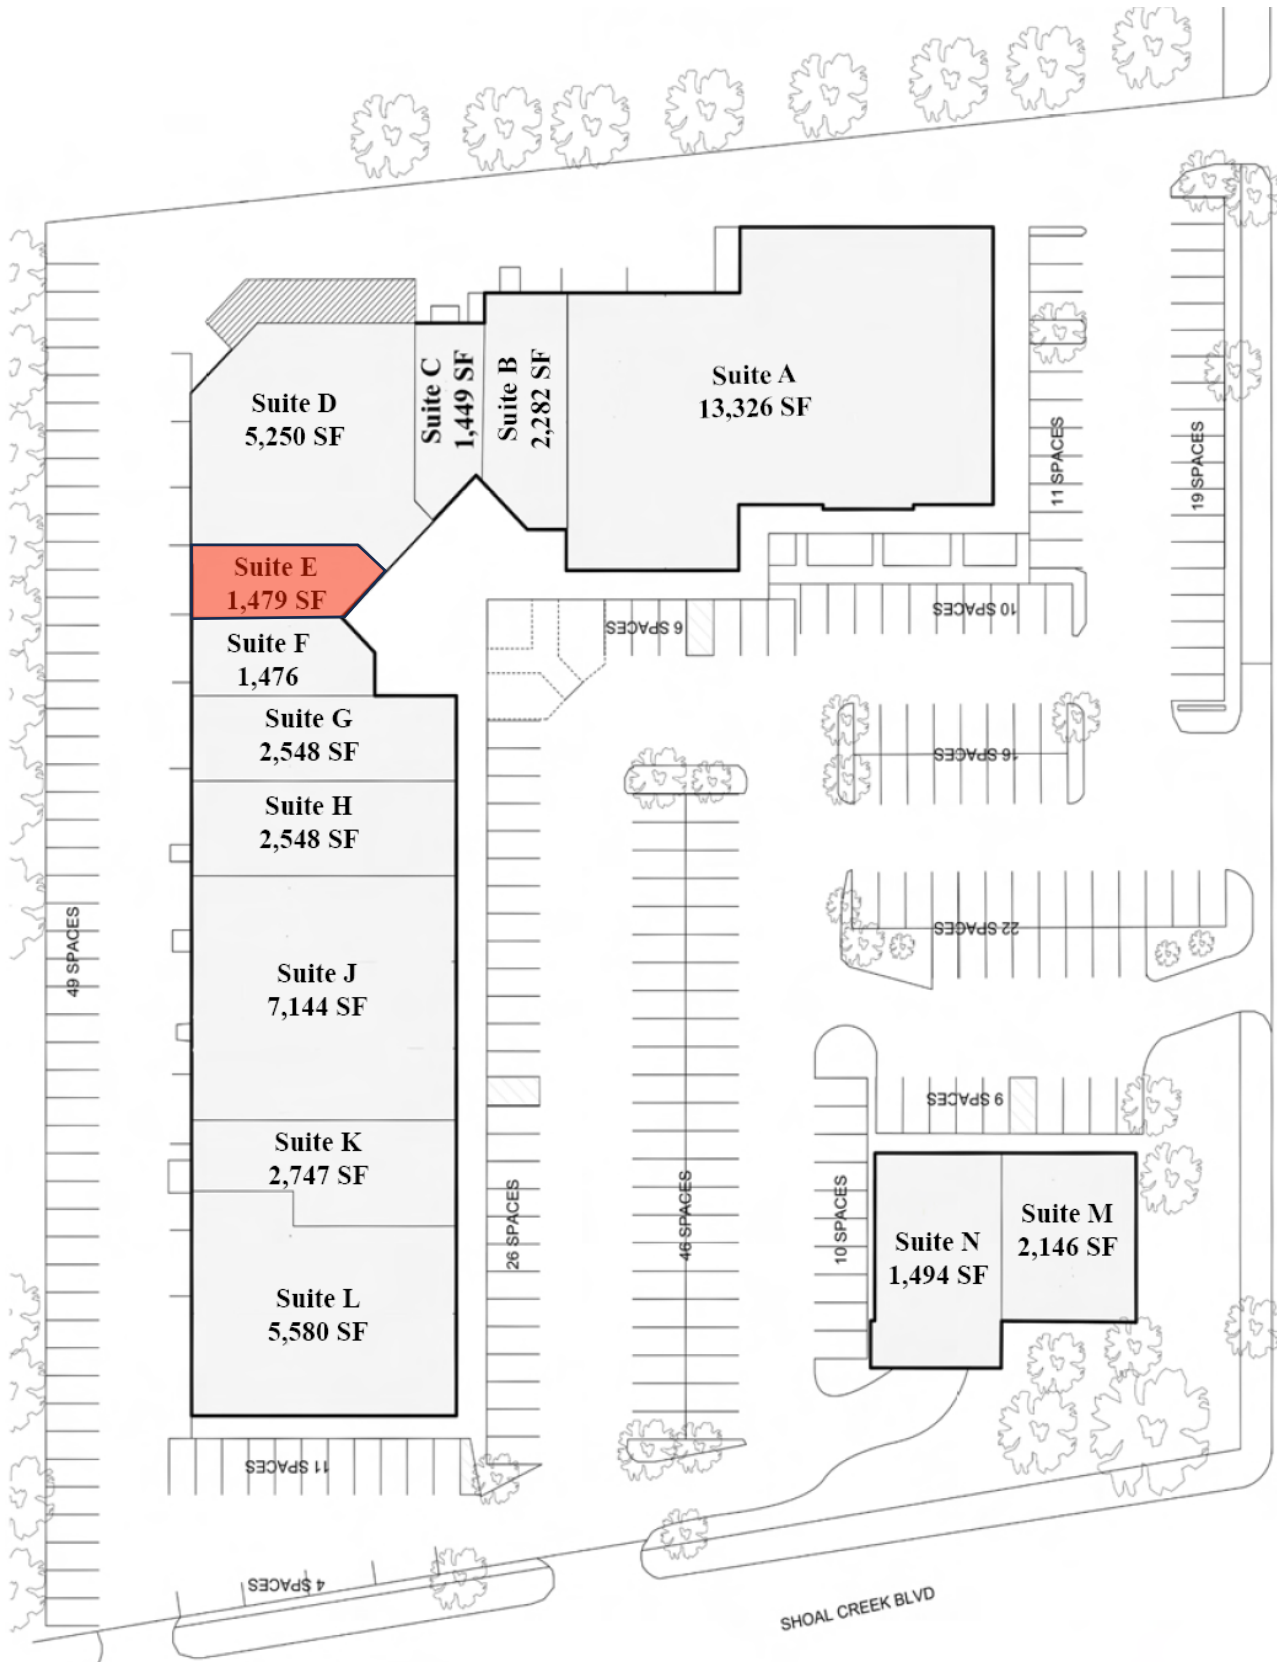 Suite A
13,326 SF
Suite B
2,282 SF
Suite C
1,449 SF
Suite D
5,250 SF
11 SPACES
19 SPACES
Suite E
1,479 SF
10 SPACES
6 SPACES
Suite F
1,476
Suite G
2,548 SF
16 SPACES
Suite H
2,548 SF
22 SPACES
49 SPACES
Suite J
7,144 SF
9 SPACES
Suite K
2,747 SF
26 SPACES
46 SPACES
10 SPACES
Suite M
2,146 SF
Suite N
1,494 SF
Suite L
5,580 SF
11 SPACES
4 SPACES
SHOAL CREEK BLVD